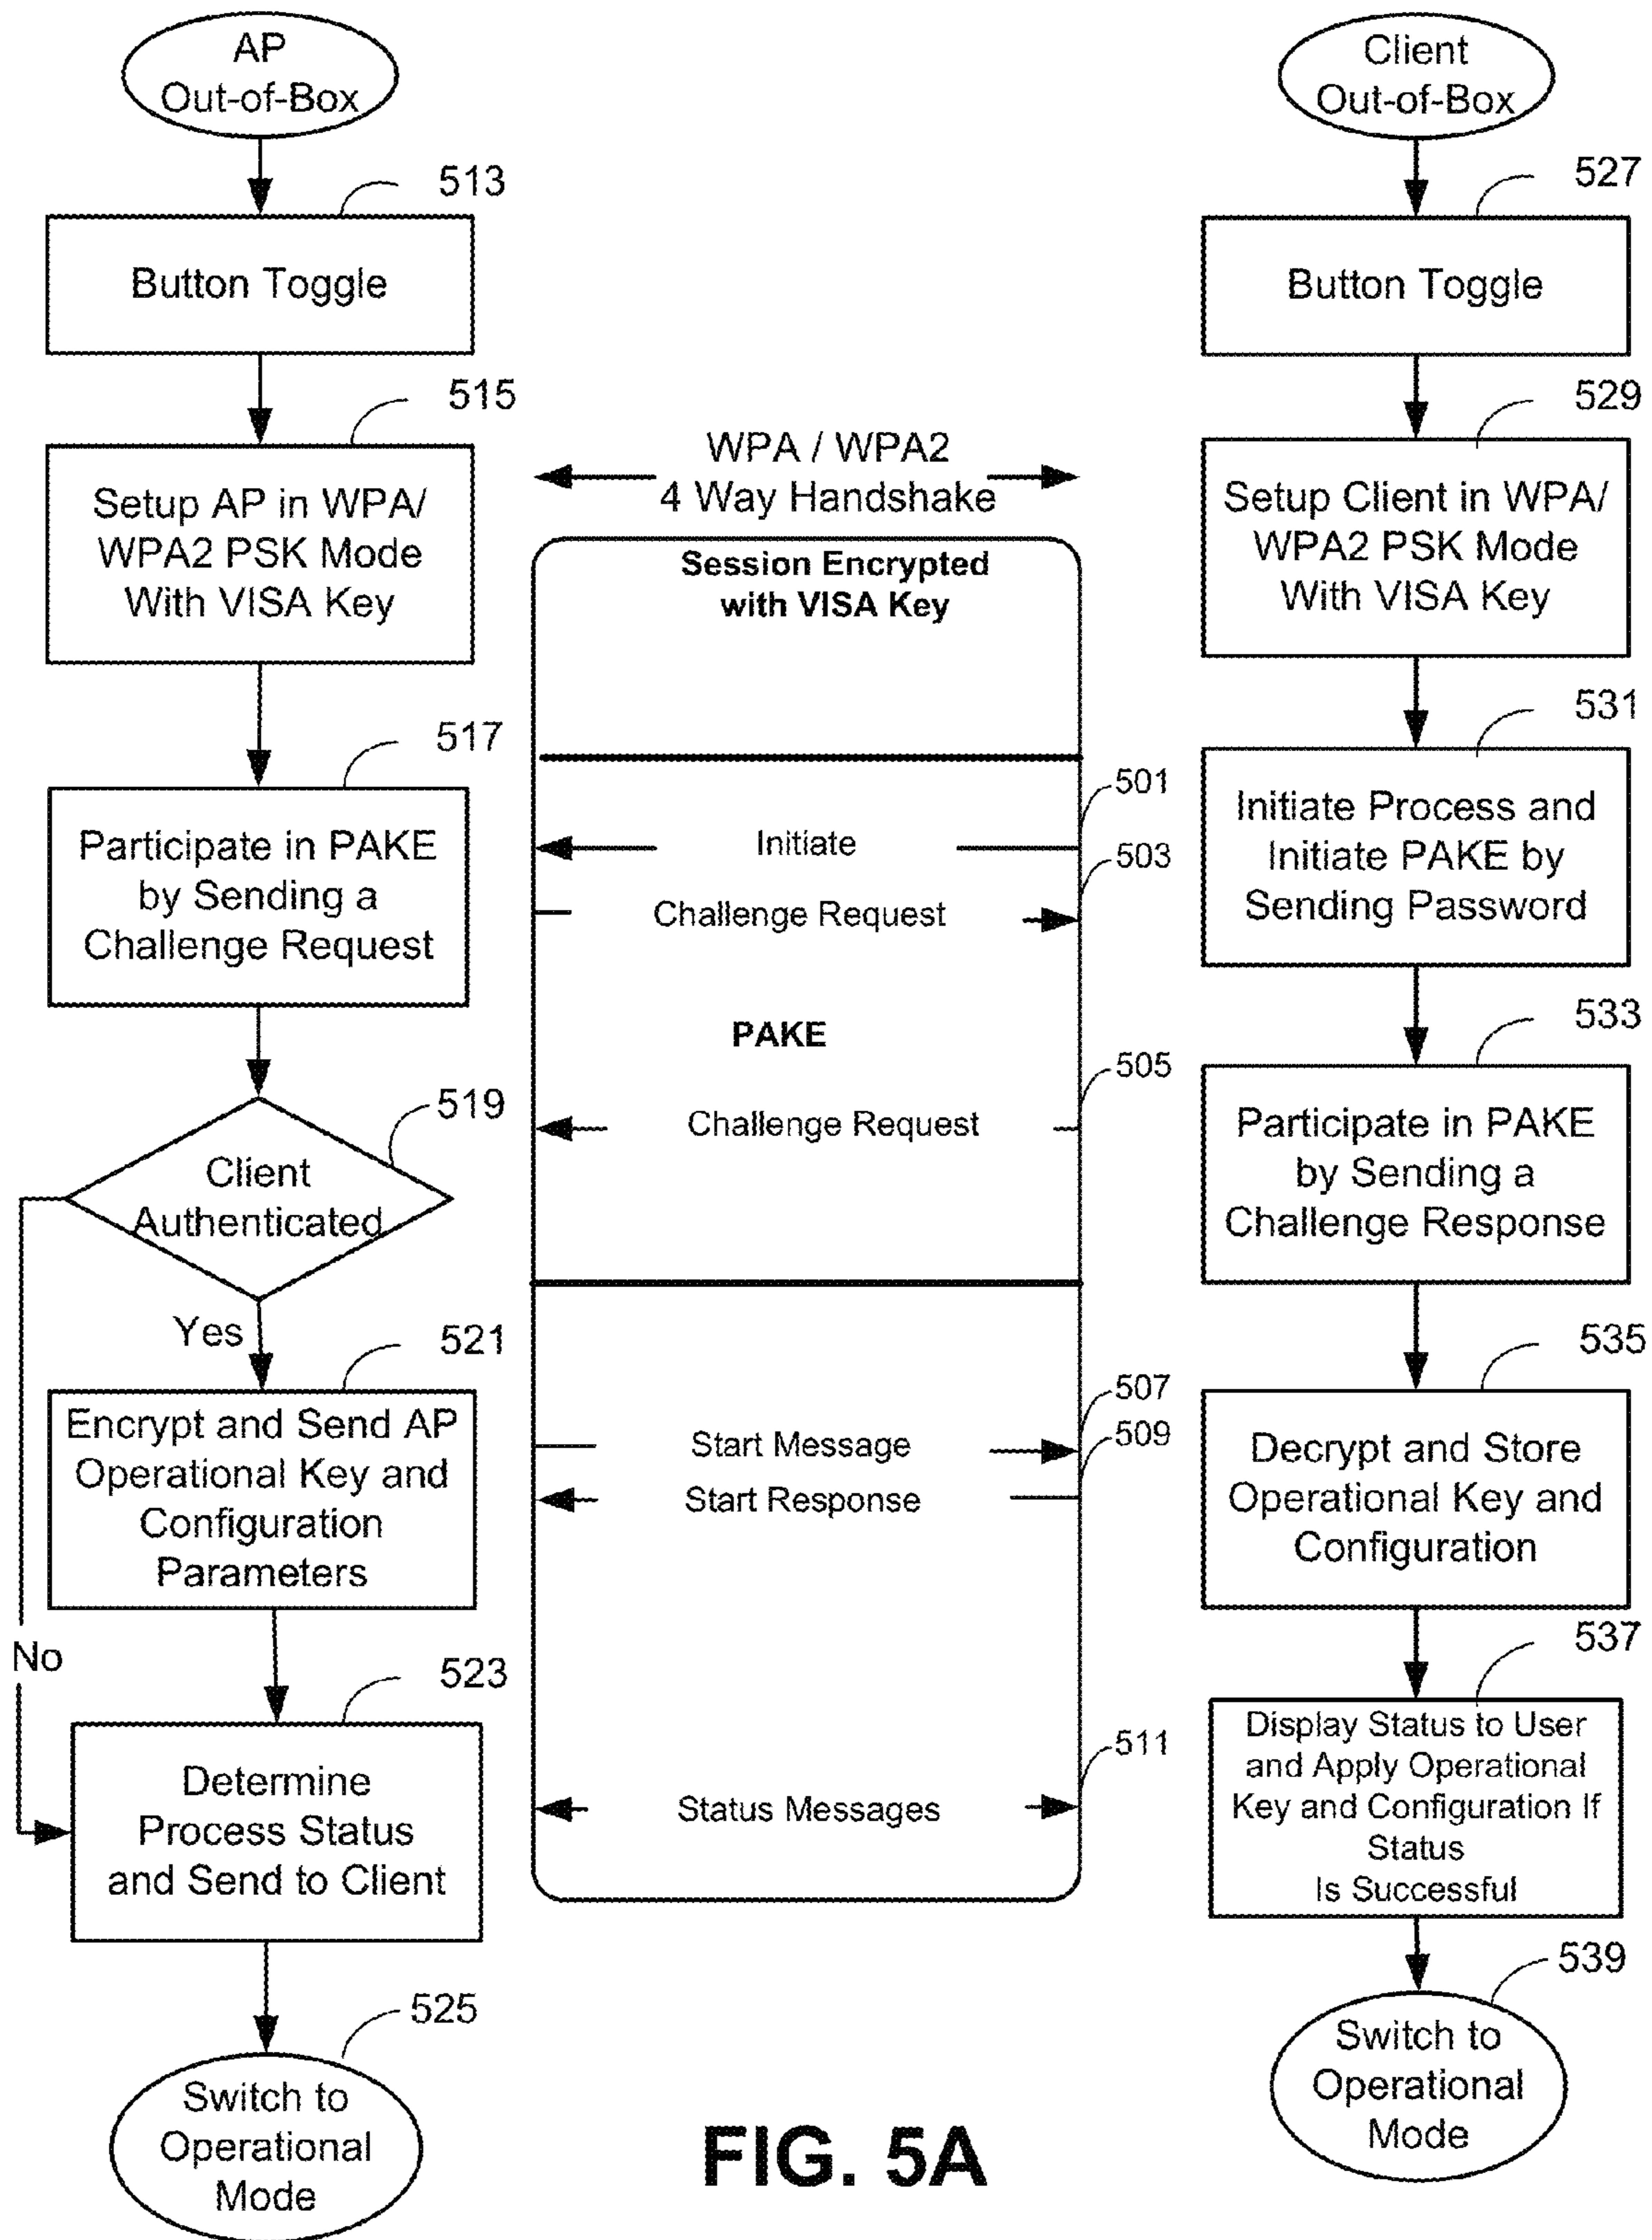 AP
Out-of-Box
513
Button Toggle
515
Setup AP in WPA/
WPA2 PSK Mode
With VISA Key
517
Participate in PAKE
by Sending a
Challenge Request
519
Client
Authenticated
Yes
No
521
Encrypt and Send AP
Operational Key and
Configuration
Parameters
523
Determine
Process Status
and Send to Client
525
Switch to
Operational
Mode
WPA / WPA2
4 Way Handshake
Session Encrypted
with VISA Key
501
Initiate
503
Challenge Request
PAKE
505
Challenge Request
507
Start Message
509
Start Response
511
Status Messages
Client
Out-of-Box
527
Button Toggle
529
Setup Client in WPA/
WPA2 PSK Mode
With VISA Key
531
Initiate Process and
Initiate PAKE by
Sending Password
533
Participate in PAKE
by Sending a
Challenge Response
535
Decrypt and Store
Operational Key and
Configuration
537
Display Status to User
and Apply Operational
Key and Configuration If
Status
Is Successful
539
Switch to
Operational
Mode
FIG. 5A